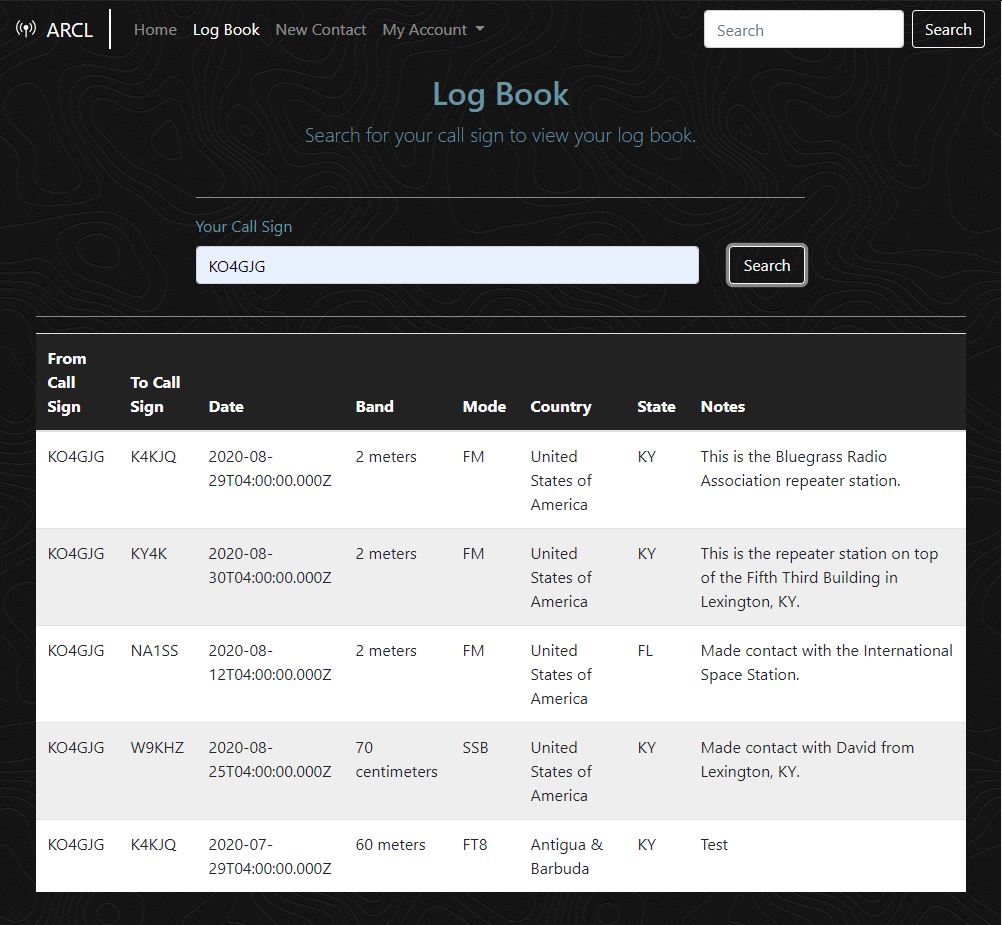 ARCL Home Log Book New Contact My Account Search Search
Log Book
Search for your call sign to view your log book.
Your Call Sign
KO4GJG Search
From
Call To Call
Sign Sign Date Band Mode Country State Notes
KO4GJG K4KJQ 2020-08- 2 meters FM United KY This is the Bluegrass Radio
29T04:00:00.000Z States of Association repeater station.
America
KO4GJG KY4K 2020-08- 2 meters FM United KY This is the repeater station on top
30T04:00:00.000Z States of of the Fifth Third Building in
America Lexington, KY.
KO4GJG NA1SS 2020-08- 2 meters FM United FL Made contact with the International
12T04:00:00.000Z States of Space Station.
America
KO4GJG W9KHZ 2020-08- 70 SSB United KY Made contact with David from
25T04:00:00.000Z centimeters States of Lexington, KY.
America
KO4GJG K4KJQ 2020-07- 60 meters FT8 Antigua & KY Test
29T04:00:00.000Z Barbuda